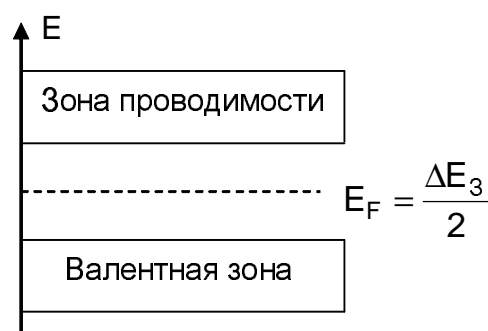 E
Зона проводимости
E_F = ΔE_З / 2
Валентная зона